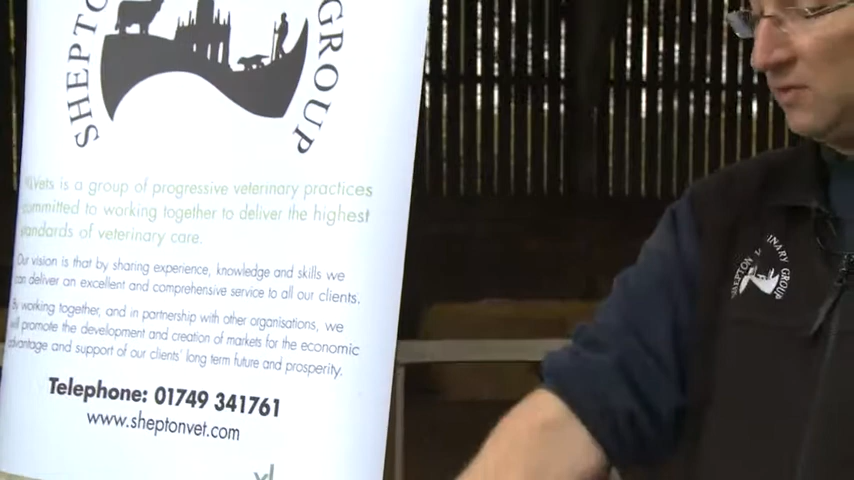 SHEPTO
GROUP
Vets is a group of progressive veterinary practices
committed to working together to deliver the highest
standards of veterinary care.
Our vision is that by sharing experience, knowledge and skills we
can deliver an excellent and comprehensive service to all our clients.
By working together, and in partnership with other organisations, we
will promote the development and creation of markets for the economic
advantage and support of our clients' long term future and prosperity.
Telephone: 01749 341761
www.sheptonvet.com
SHEPTON
INARY
GROUP